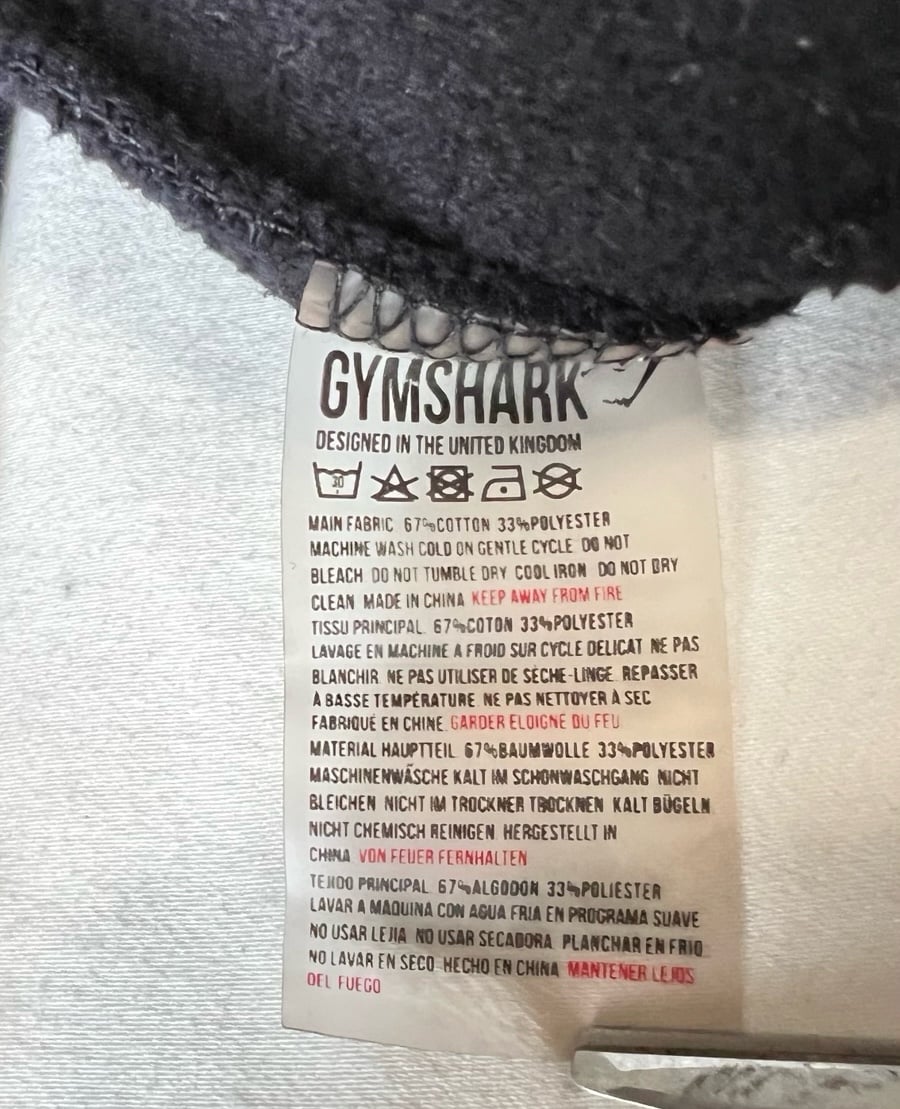 GYMSHARK
DESIGNED IN THE UNITED KINGDOM
30
MAIN FABRIC 67%COTTON 33%POLYESTER
MACHINE WASH COLD ON GENTLE CYCLE DO NOT
BLEACH DO NOT TUMBLE DRY COOL IRON DO NOT DRY
CLEAN MADE IN CHINA KEEP AWAY FROM FIRE
TISSU PRINCIPAL 67%COTON 33%POLYESTER
LAVAGE EN MACHINE A FROID SUR CYCLE DELICAT NE PAS
BLANCHIR NE PAS UTILISER DE SÈCHE-LINGE REPASSER
À BASSE TEMPÉRATURE NE PAS NETTOYER À SEC
FABRIQUÉ EN CHINE GARDER ELOIGNE DU FEU
MATERIAL HAUPTTEIL 67%BAUMWOLLE 33%POLYESTER
MASCHINENWÄSCHE KALT IM SCHONWASCHGANG NICHT
BLEICHEN NICHT IM TROCKNER TROCKNEN KALT BÜGELN
NICHT CHEMISCH REINIGEN HERGESTELLT IN
CHINA VON FEUER FERNHALTEN
TEJIDO PRINCIPAL 67%ALGODON 33%POLIESTER
LAVAR A MAQUINA CON AGUA FRIA EN PROGRAMA SUAVE
NO USAR LEJIA NO USAR SECADORA PLANCHAR EN FRIO
NO LAVAR EN SECO HECHO EN CHINA MANTENER LEJOS
DEL FUEGO